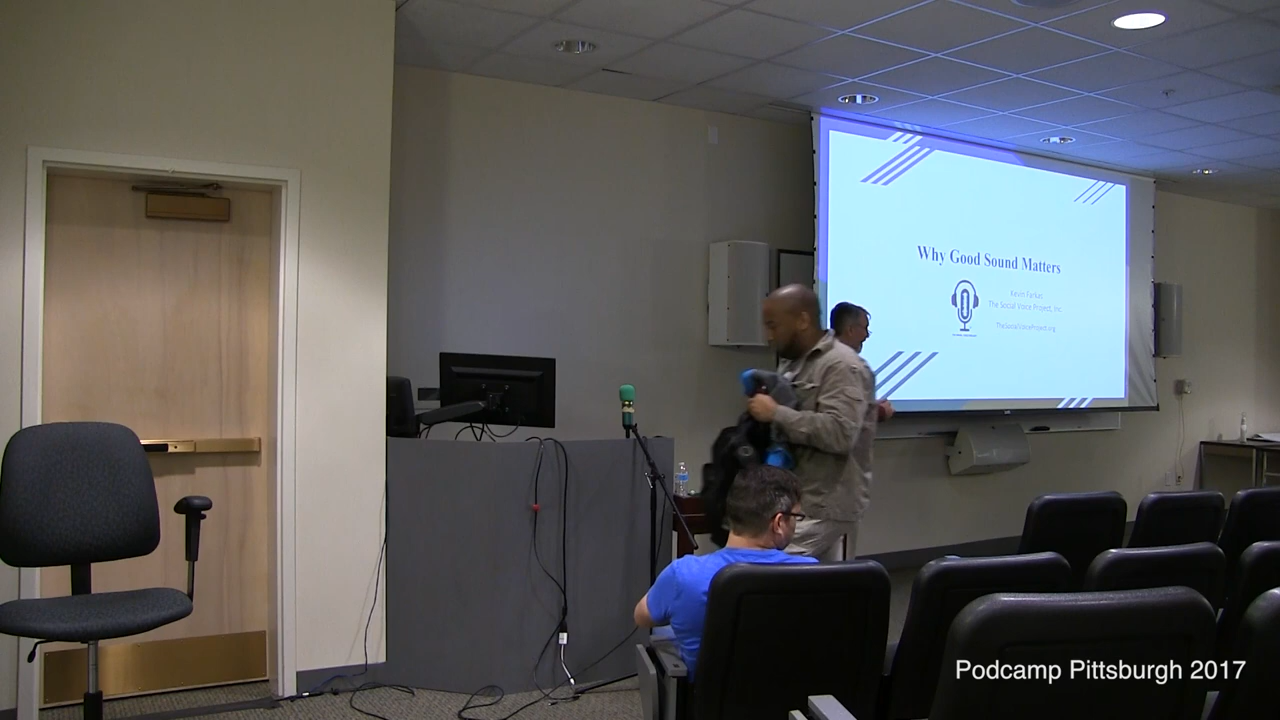 Why Good Sound Matters
Kevin Farkas
The Social Voice Project, Inc
TheSocialVoiceProject.org
Podcamp Pittsburgh 2017